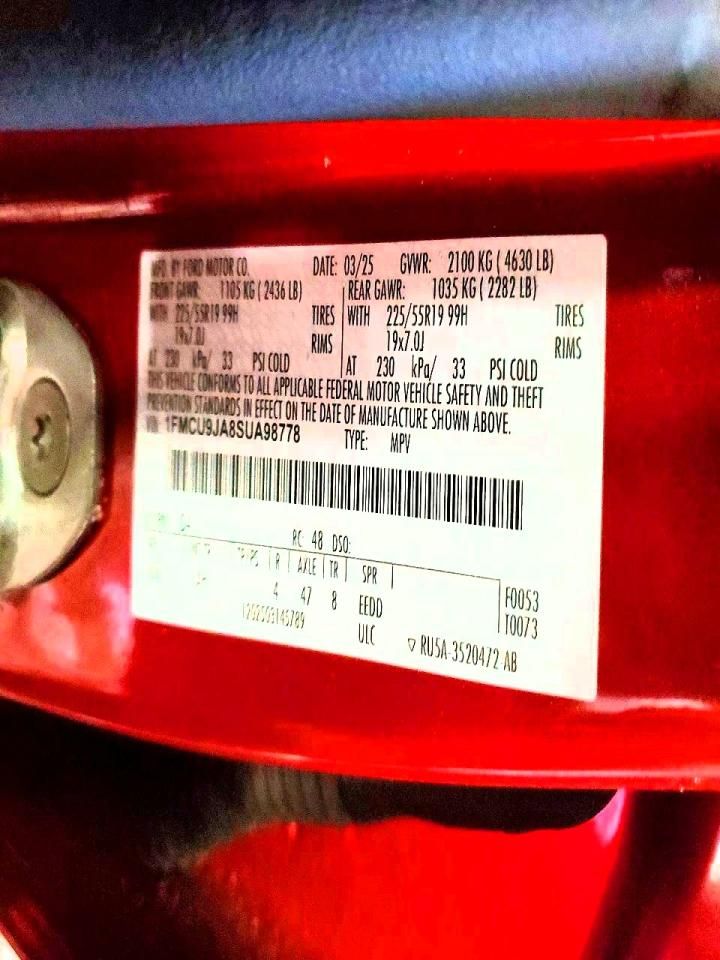 MFD. BY FORD MOTOR CO. DATE: 03/25 GVWR: 2100 KG ( 4630 LB)
FRONT GAWR: 1105 KG ( 2436 LB) REAR GAWR: 1035 KG ( 2282 LB)
WITH 225/55R19 99H TIRES WITH 225/55R19 99H TIRES
19x7.0J RIMS 19x7.0J RIMS
AT 230 kPa/ 33 PSI COLD AT 230 kPa/ 33 PSI COLD
THIS VEHICLE CONFORMS TO ALL APPLICABLE FEDERAL MOTOR VEHICLE SAFETY AND THEFT
PREVENTION STANDARDS IN EFFECT ON THE DATE OF MANUFACTURE SHOWN ABOVE.
VIN: 1FMCU9JA8SUA98778 TYPE: MPV
RC: 48 DSO:
R AXLE TR SPR
4 47 8 EEDD
F0053
T0073
ULC
▽ RU5A-3520472-AB